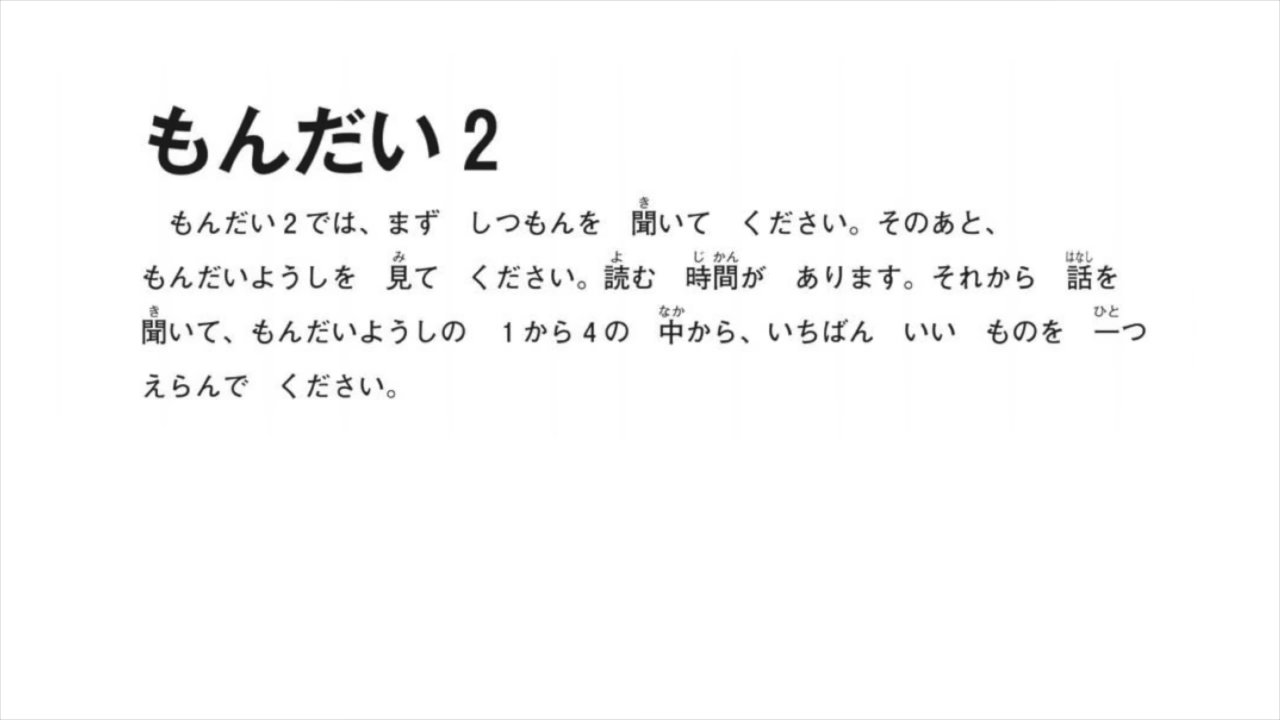 もんだい2
もんだい2では、まず　しつもんを　聞いて　ください。そのあと、
もんだいようしを　見て　ください。読む　時間が　あります。それから　話を
聞いて、もんだいようしの　1から4の　中から、いちばん　いい　ものを　一つ
えらんで　ください。